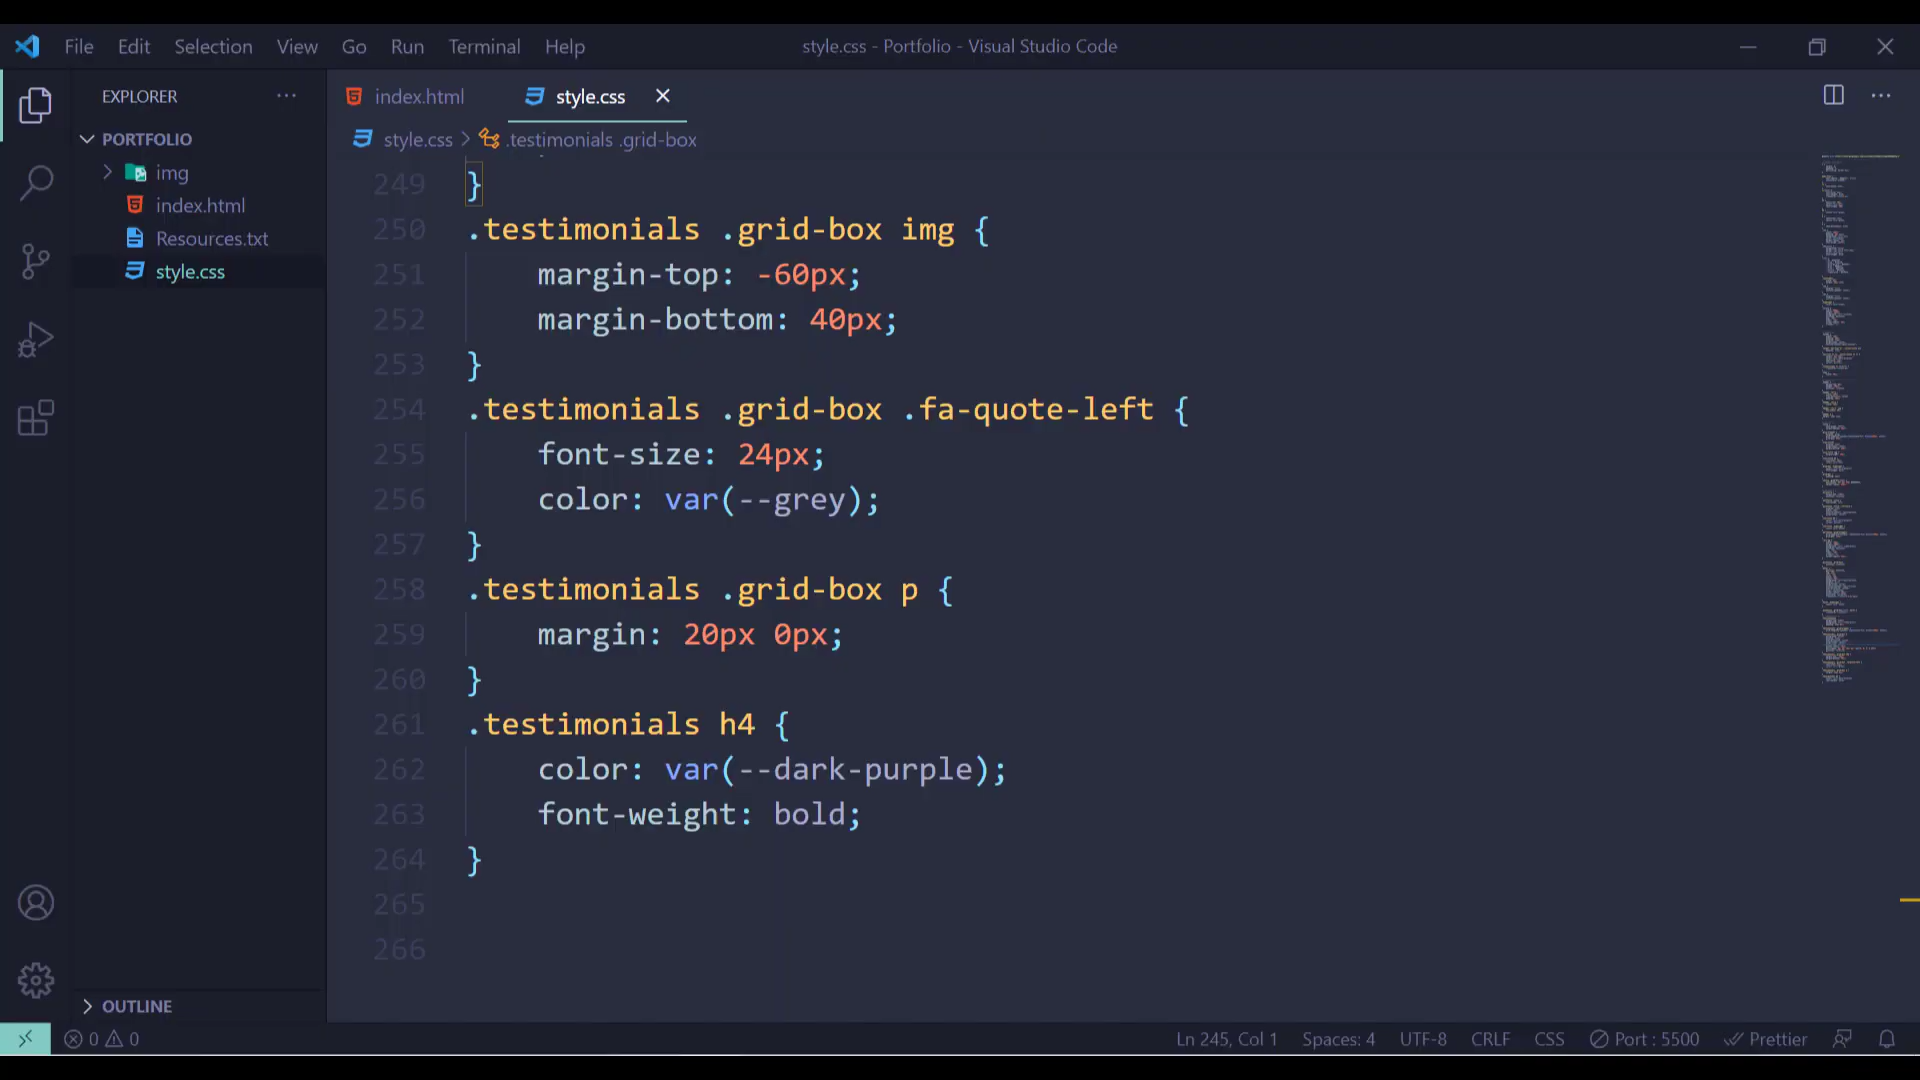 File Edit Selection View Go Run Terminal Help
style.css - Portfolio - Visual Studio Code
EXPLORER
PORTFOLIO
img
index.html
Resources.txt
style.css
OUTLINE
index.html
style.css
style.css > .testimonials .grid-box
249 }
250 .testimonials .grid-box img {
251 margin-top: -60px;
252 margin-bottom: 40px;
253 }
254 .testimonials .grid-box .fa-quote-left {
255 font-size: 24px;
256 color: var(--grey);
257 }
258 .testimonials .grid-box p {
259 margin: 20px 0px;
260 }
261 .testimonials h4 {
262 color: var(--dark-purple);
263 font-weight: bold;
264 }
265
266
0 0
Ln 245, Col 1 Spaces: 4 UTF-8 CRLF CSS Port : 5500 Prettier